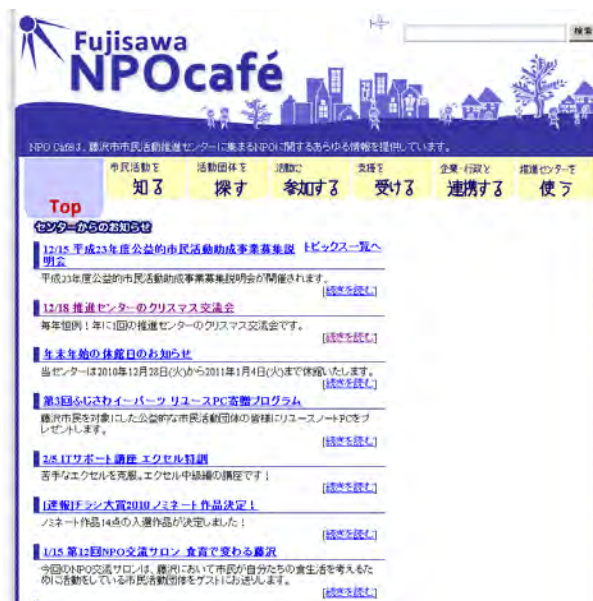 Fujisawa
NPOcafé
検索
NPO Caféは、藤沢市市民活動推進センターに集まるNPOに関するあらゆる情報を提供しています。
Top
市民活動を
知る
活動団体を
探す
活動に
参加する
支援を
受ける
企業・行政と
連携する
推進センターを
使う
センターからのお知らせ
トピックス一覧へ
12/15 平成23年度公益的市民活動助成事業募集説
明会
平成23年度公益的市民活動助成事業募集説明会が開催されます。
[続きを読む]
12/18 推進センターのクリスマス交流会
毎年恒例！年に1回の推進センターのクリスマス交流会です。
[続きを読む]
年末年始の休館日のお知らせ
当センターは2010年12月28日(火)から2011年1月4日(火)まで休館いたします。
[続きを読む]
第3回ふじさわイーパーツ リユースPC寄贈プログラム
藤沢市民を対象にした公益的な市民活動団体の皆様にリユースノートPCをプ
レゼントします。
[続きを読む]
2/5 ITサポート講座 エクセル特訓
苦手なエクセルを克服。エクセル中級編の講座です！
[続きを読む]
[速報]チラシ大賞2010 ノミネート作品決定！
ノミネート作品14点の入選作品が決定しました！
[続きを読む]
1/15 第12回NPO交流サロン 食育で変わる藤沢
今回のNPO交流サロンは、藤沢において市民が自分たちの食生活を考えるた
めに活動をしている市民活動団体をゲストにお送りします。
[続きを読む]